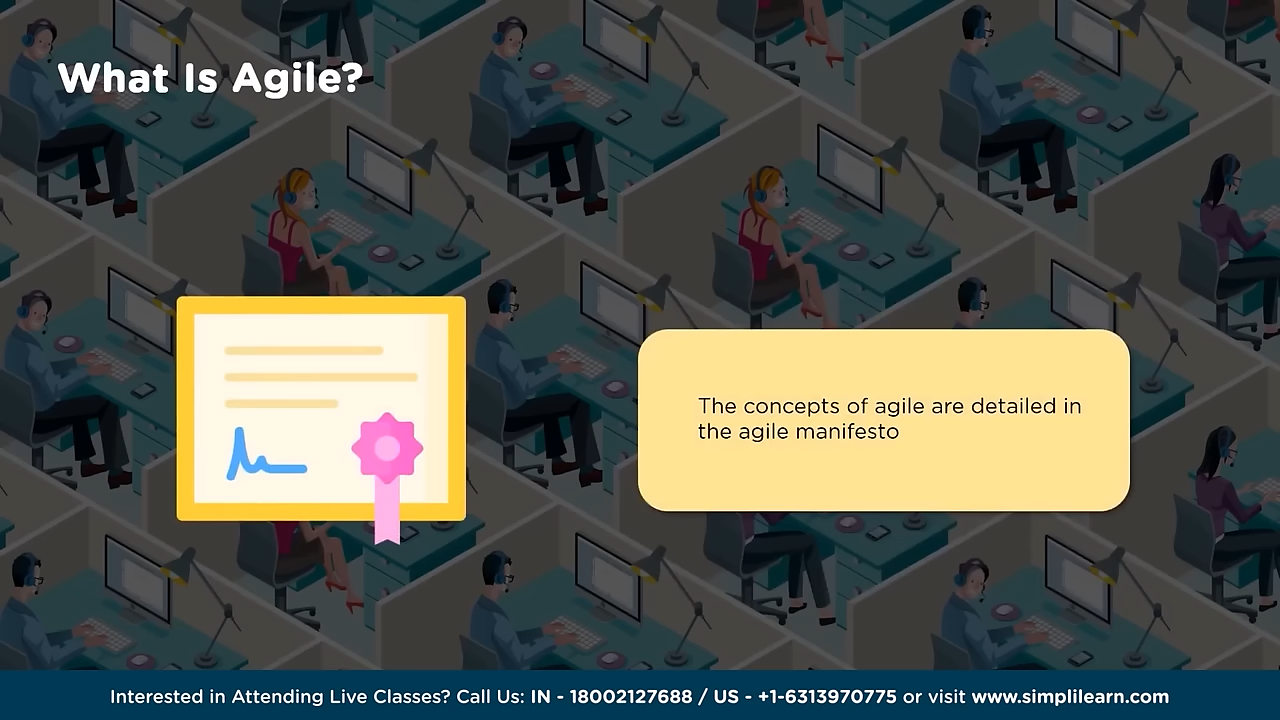 What Is Agile?
The concepts of agile are detailed in
the agile manifesto
Interested in Attending Live Classes? Call Us: IN - 18002127688 / US - +1-6313970775 or visit www.simplilearn.com